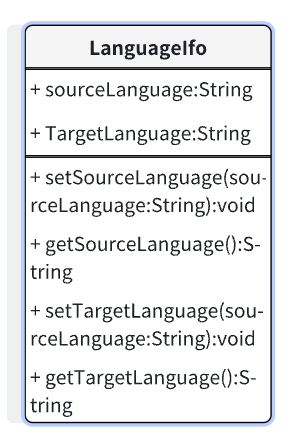 LanguageIfo
+ sourceLanguage:String
+ TargetLanguage:String
+ setSourceLanguage(sou-
rceLanguage:String):void
+ getSourceLanguage():S-
tring
+ setTargetLanguage(sou-
rceLanguage:String):void
+ getTargetLanguage():S-
tring